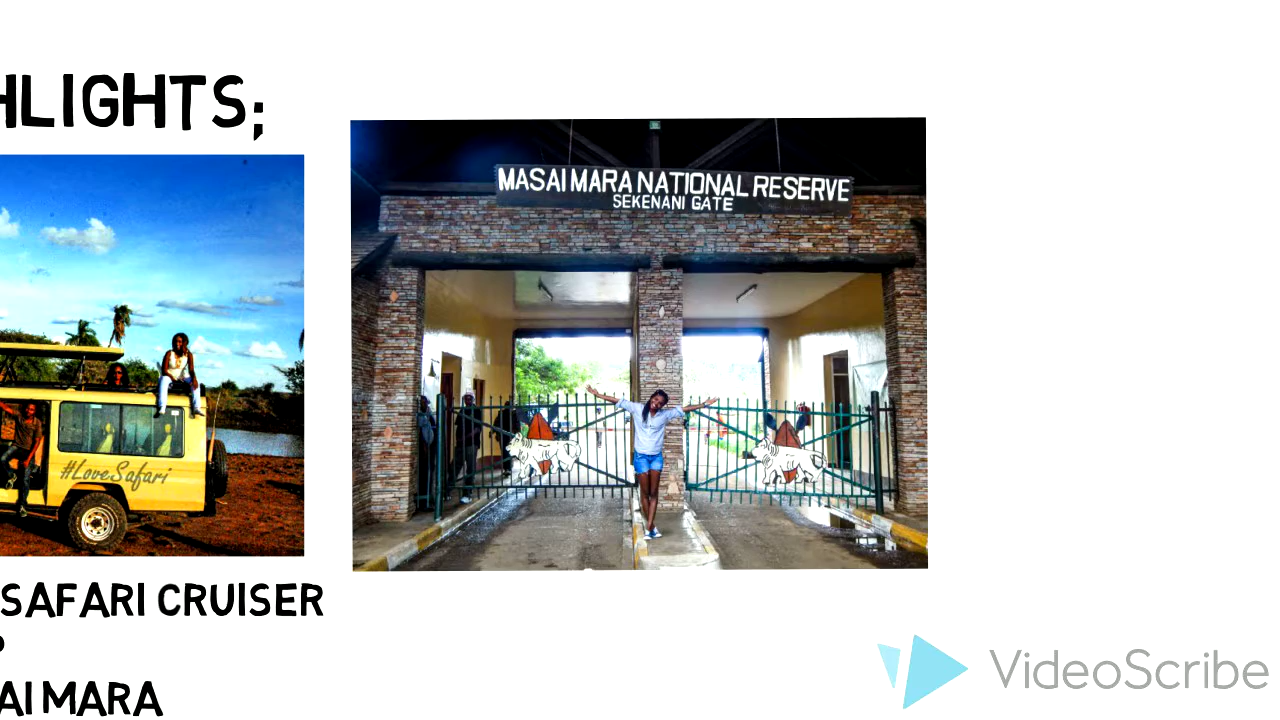 HLIGHTS;
MASAI MARA NATIONAL RESERVE
SEKENANI GATE
#LoveSafari
SAFARI CRUISER
AI MARA
VideoScribe